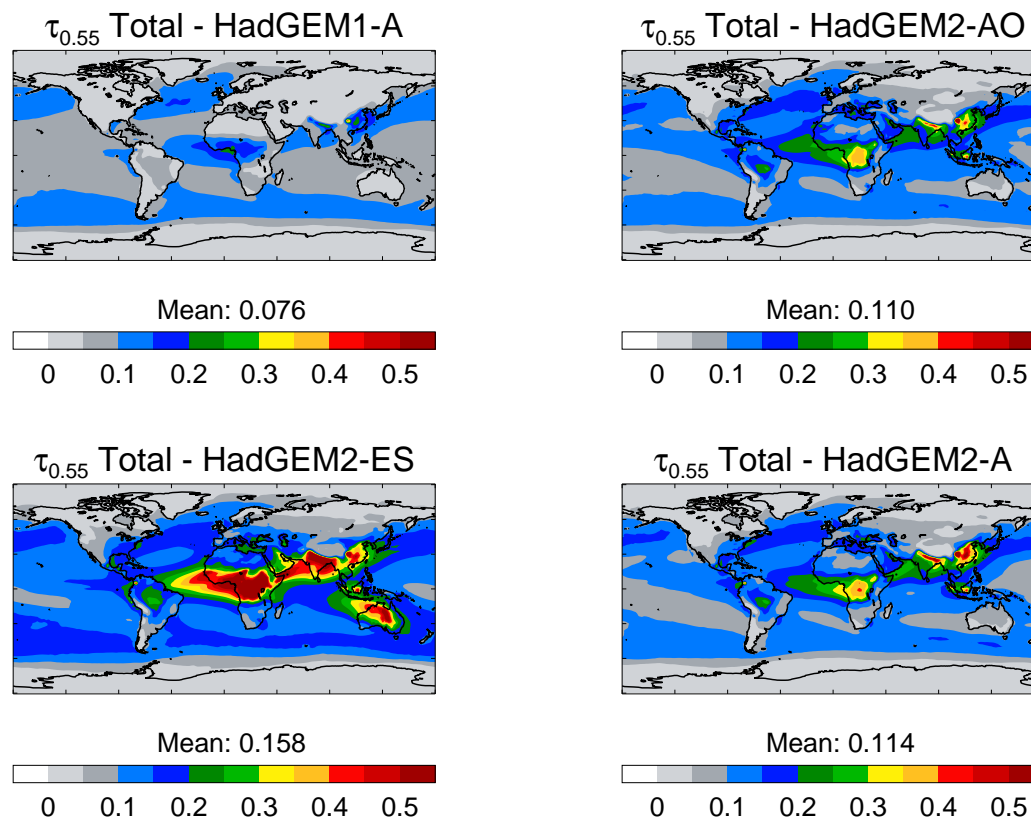 τ0.55 Total - HadGEM1-A
Mean: 0.076
0 0.1 0.2 0.3 0.4 0.5
τ0.55 Total - HadGEM2-AO
Mean: 0.110
0 0.1 0.2 0.3 0.4 0.5
τ0.55 Total - HadGEM2-ES
Mean: 0.158
0 0.1 0.2 0.3 0.4 0.5
τ0.55 Total - HadGEM2-A
Mean: 0.114
0 0.1 0.2 0.3 0.4 0.5